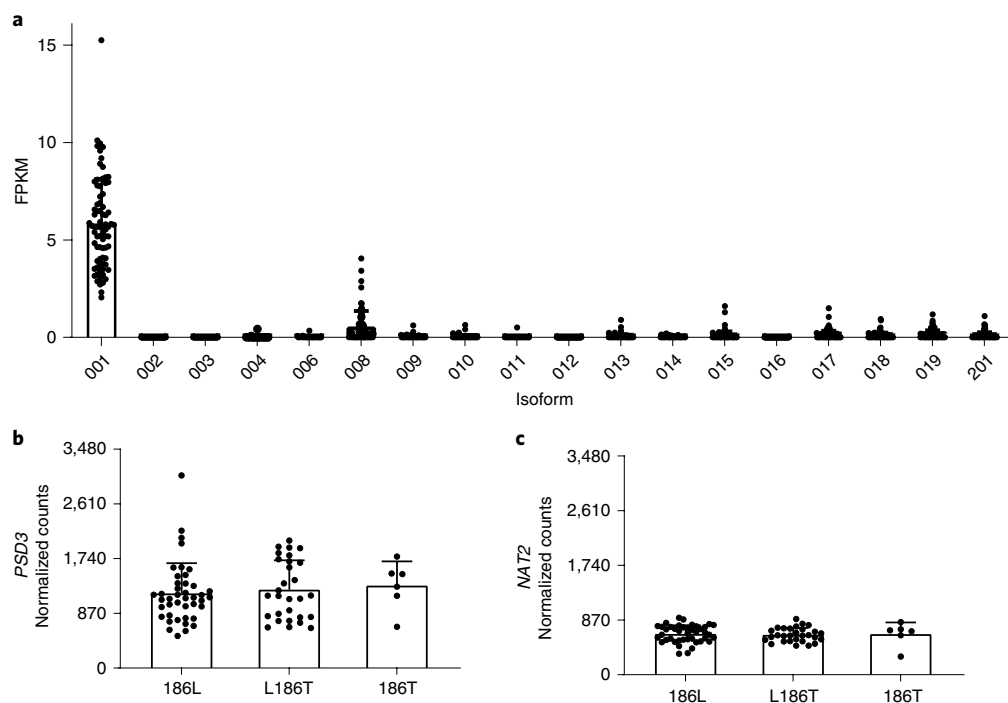 a
15
10
5
0
FPKM
001 002 003 004 006 008 009 010 011 012 013 014 015 016 017 018 019 201
Isoform
b
3,480
2,610
1,740
870
0
PSD3
Normalized counts
186L L186T 186T
c
3,480
2,610
1,740
870
0
NAT2
Normalized counts
186L L186T 186T